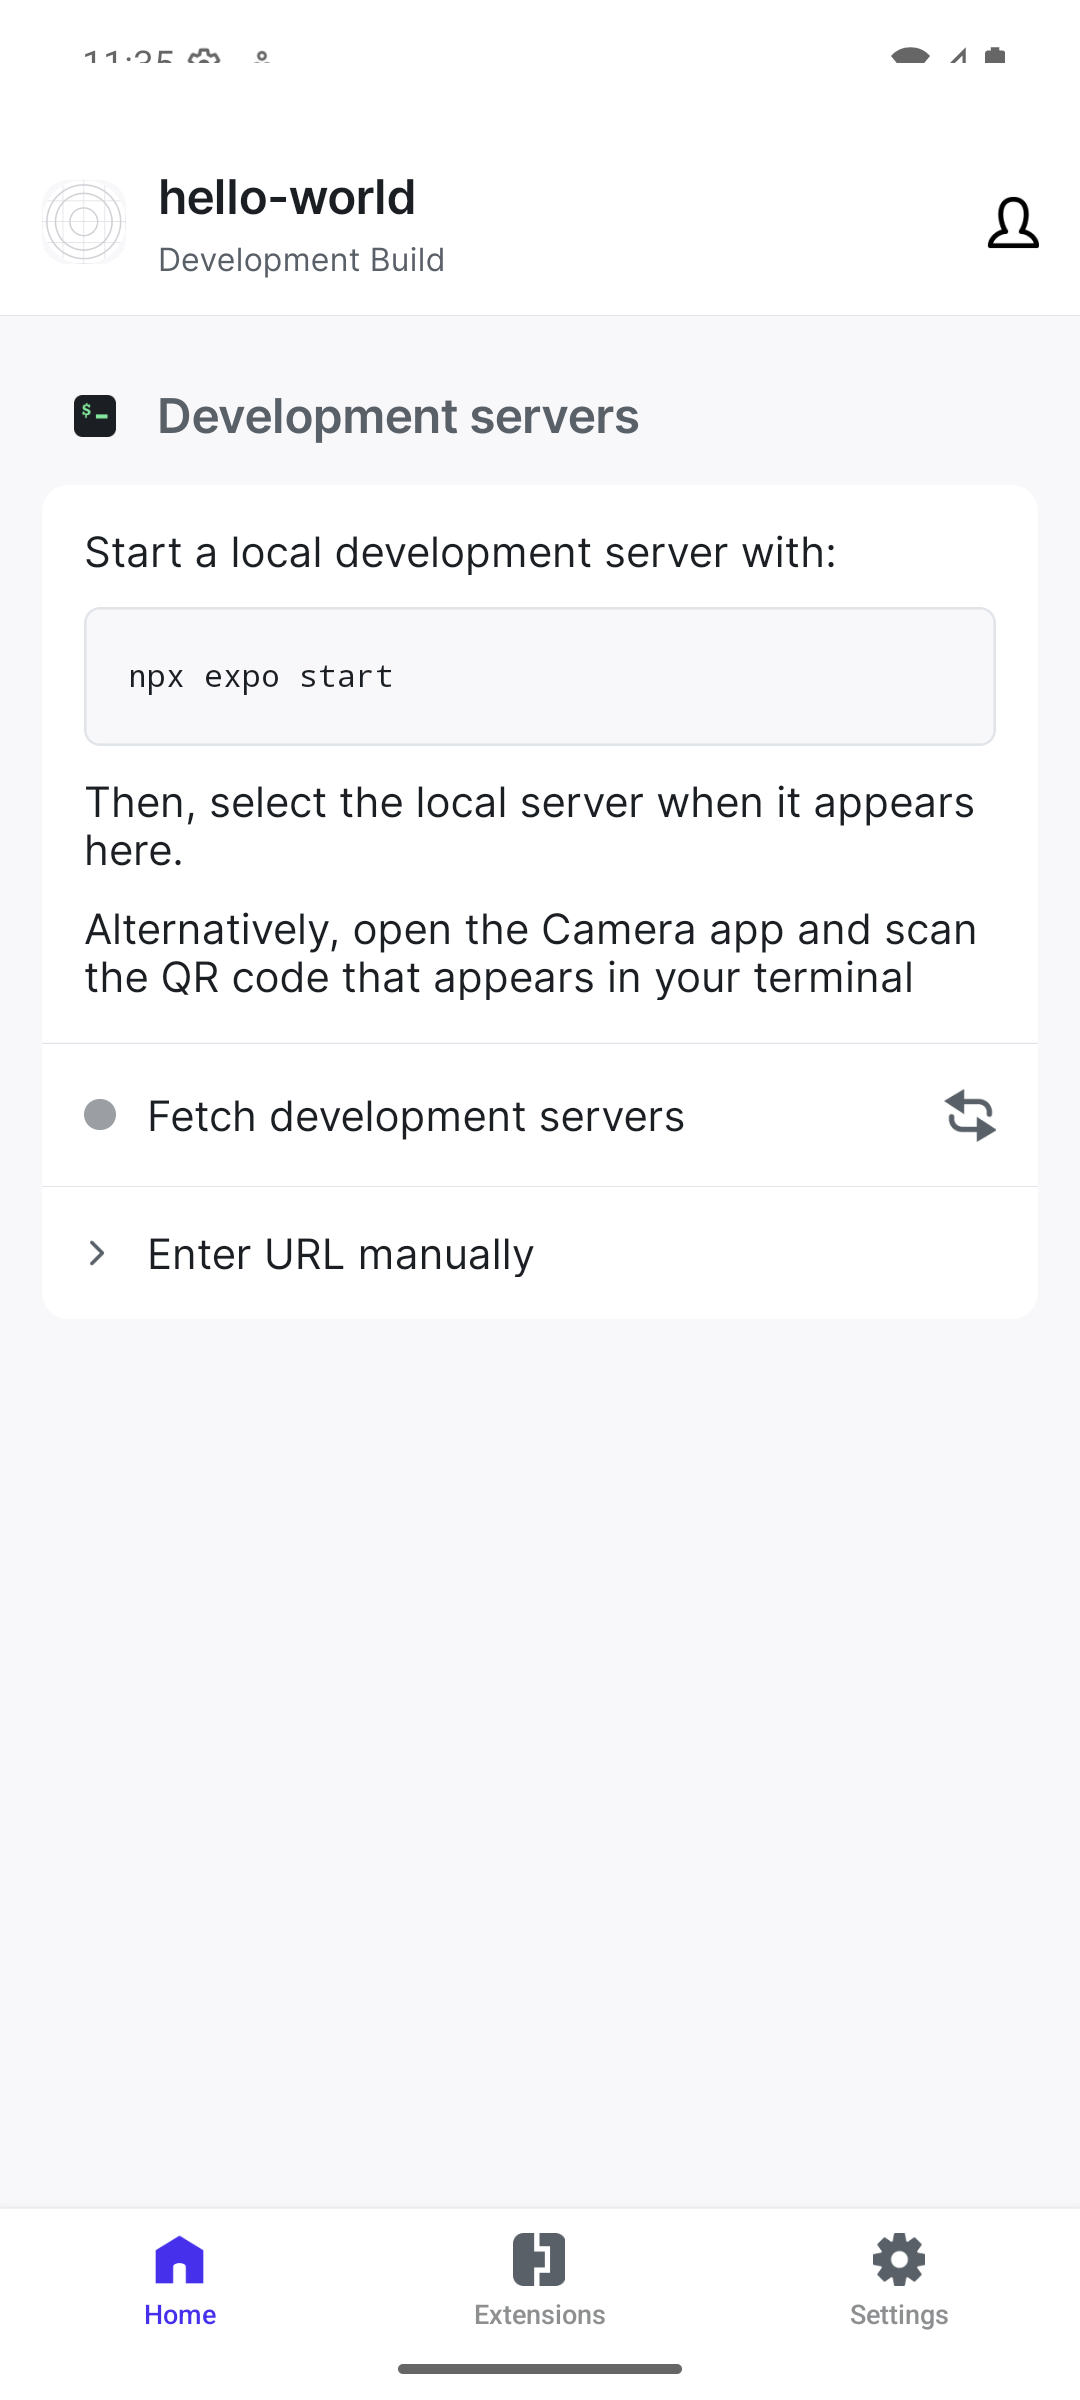 11:35
hello-world
Development Build
$
Development servers
Start a local development server with:
npx expo start
Then, select the local server when it appears
here.
Alternatively, open the Camera app and scan
the QR code that appears in your terminal
Fetch development servers
Enter URL manually
Home
Extensions
Settings